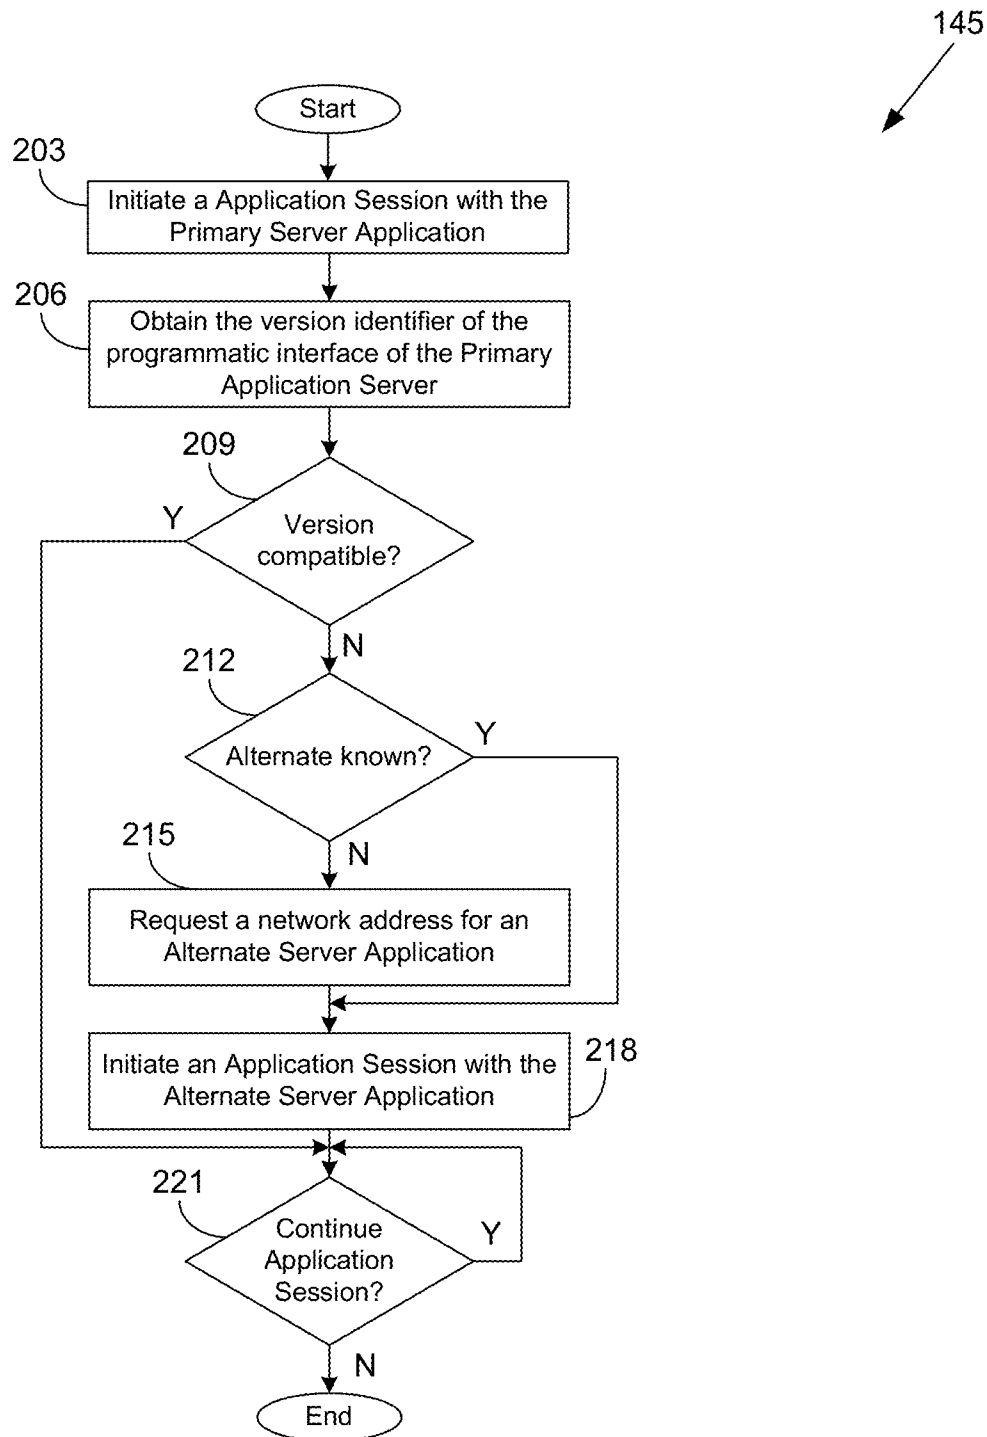 145
Start
203
Initiate a Application Session with the
Primary Server Application
206
Obtain the version identifier of the
programmatic interface of the Primary
Application Server
209
Y
Version
compatible?
N
212
Y
Alternate known?
215
N
Request a network address for an
Alternate Server Application
Initiate an Application Session with the
Alternate Server Application
218
221
Continue
Application
Session?
Y
N
End